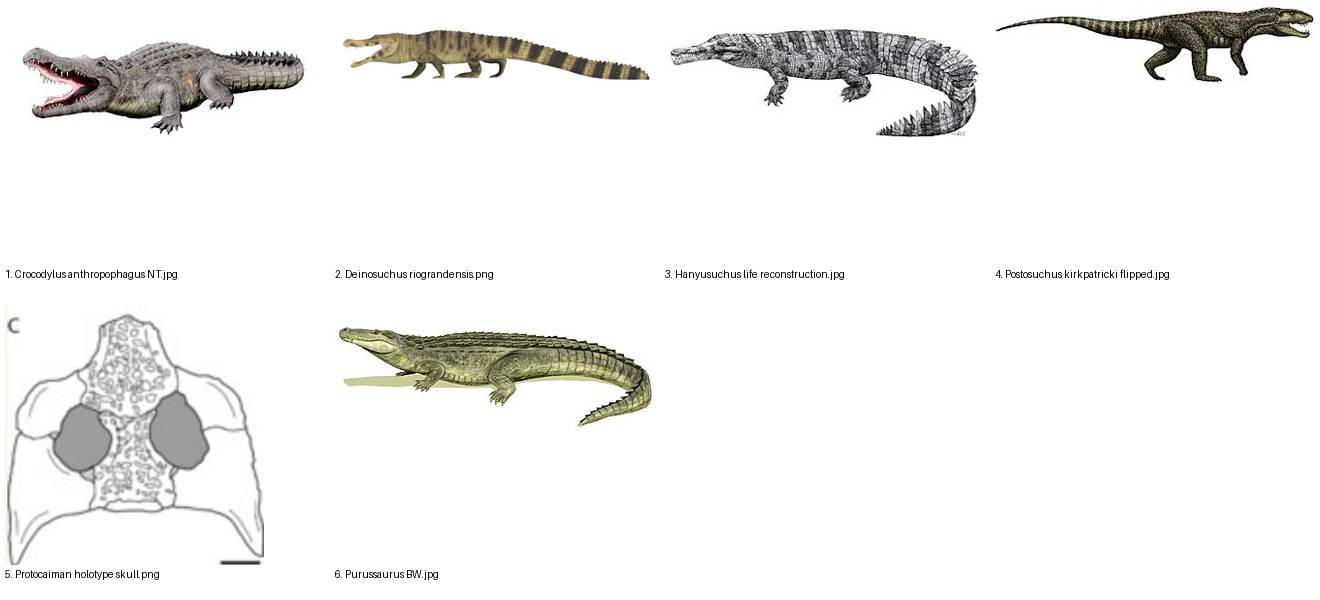 1. Crocodylus anthropophagus NT.jpg
2. Deinosuchus riograndensis.png
3. Hanyusuchus life reconstruction.jpg
4. Postosuchus kirkpatricki flipped.jpg
C
5. Protocaiman holotype skull.png
6. Purussaurus BW.jpg